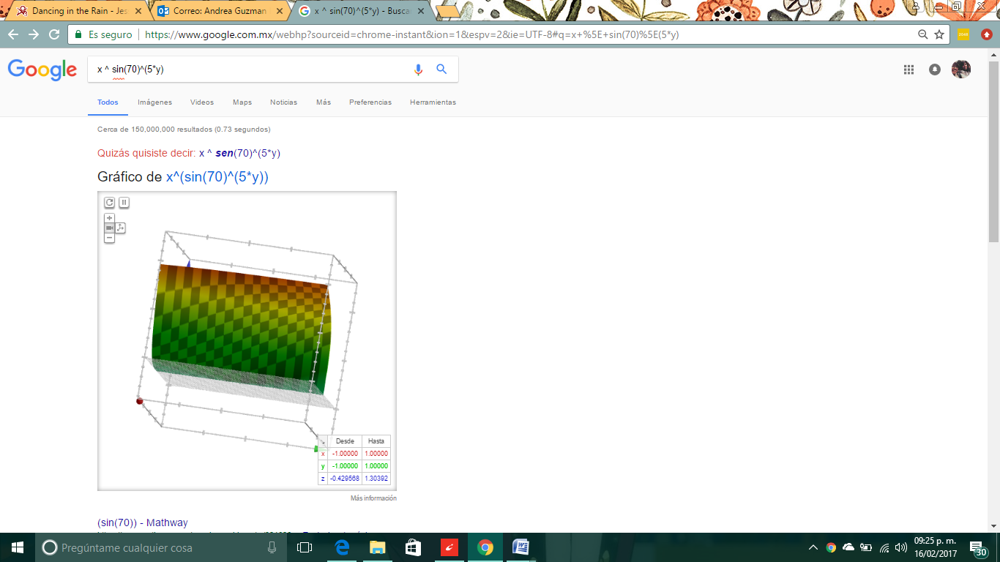 Dancing in the Rain - Jes
Correo: Andrea Guzman
x ^ sin(70)^(5*y) - Busca
Es seguro
https://www.google.com.mx/webhp?sourceid=chrome-instant&ion=1&espv=2&ie=UTF-8#q=x+%5E+sin(70)%5E(5*y)
Google
x ^ sin(70)^(5*y)
Todos Imágenes Videos Maps Noticias Más Preferencias Herramientas
Cerca de 150,000,000 resultados (0.73 segundos)
Quizás quisiste decir: x ^ sen(70)^(5*y)
Gráfico de x^(sin(70)^(5*y))
- Desde Hasta
x -1.00000 1.00000
y -1.00000 1.00000
z -0.429568 1.30392
Más información
(sin(70)) - Mathway
Pregúntame cualquier cosa
09:25 p. m.
16/02/2017
30